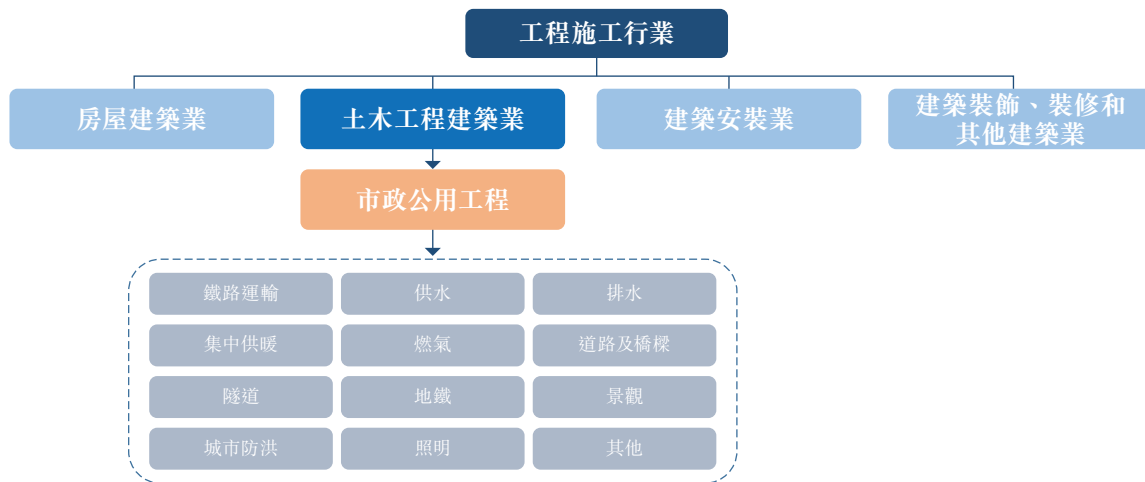 工程施工行業
房屋建築業
土木工程建築業
建築安裝業
建築裝飾、裝修和
其他建築業
市政公用工程
鐵路運輸
供水
排水
集中供暖
燃氣
道路及橋樑
隧道
地鐵
景觀
城市防洪
照明
其他